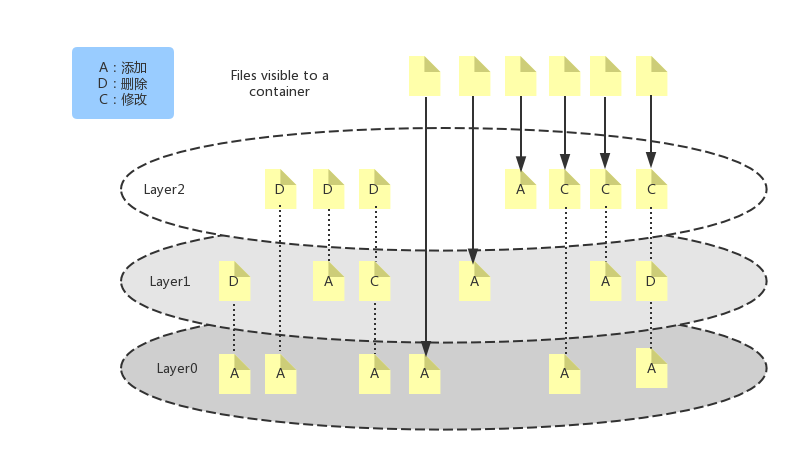 A：添加
D：删除
C：修改
Files visible to a
container
Layer2
D
D
D
A
C
C
C
Layer1
D
A
C
A
A
D
Layer0
A
A
A
A
A
A